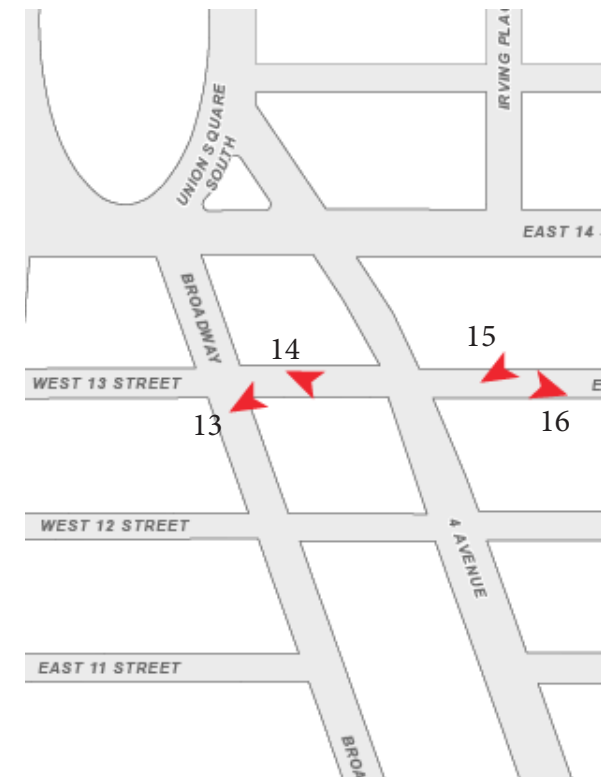 IRVING PLA
UNION SQUARE
SOUTH
EAST 14
BROADWAY
14
15
WEST 13 STREET
E
13
16
WEST 12 STREET
4 AVENUE
EAST 11 STREET
BROA